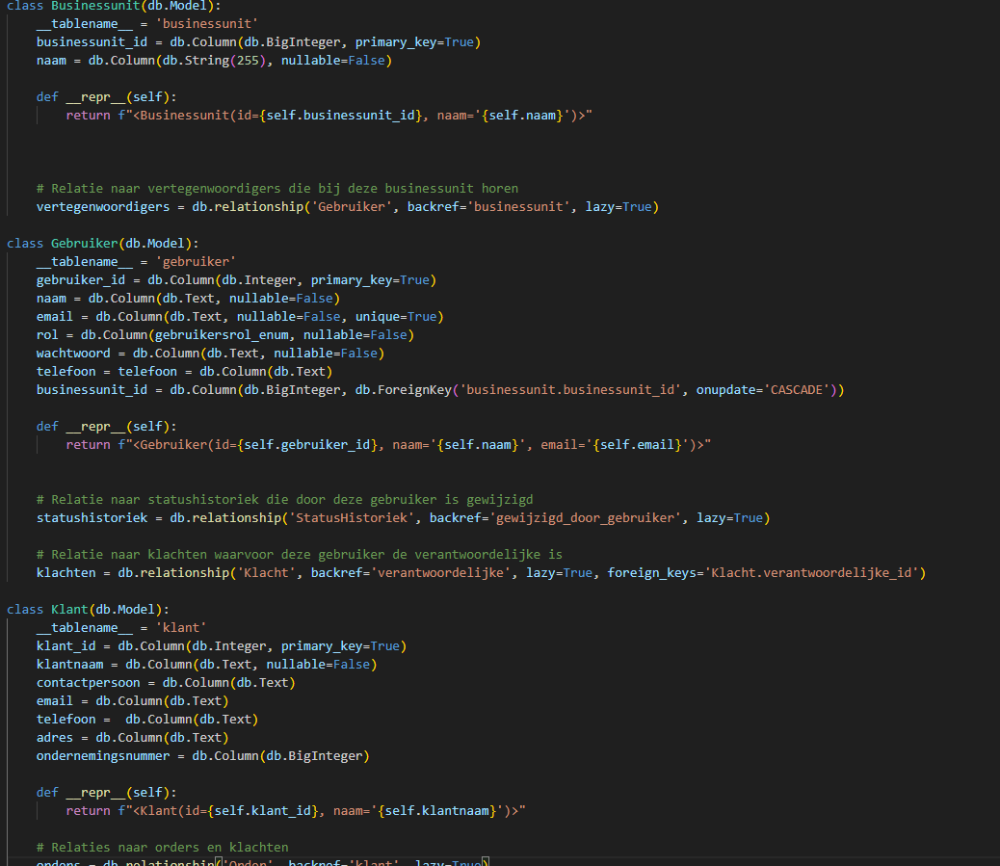 class Businessunit(db.Model):
    __tablename__ = 'businessunit'
    businessunit_id = db.Column(db.BigInteger, primary_key=True)
    naam = db.Column(db.String(255), nullable=False)
    def __repr__(self):
        return f"<Businessunit(id={self.businessunit_id}, naam='{self.naam}')>"
    # Relatie naar vertegenwoordigers die bij deze businessunit horen
    vertegenwoordigers = db.relationship('Gebruiker', backref='businessunit', lazy=True)
class Gebruiker(db.Model):
    __tablename__ = 'gebruiker'
    gebruiker_id = db.Column(db.Integer, primary_key=True)
    naam = db.Column(db.Text, nullable=False)
    email = db.Column(db.Text, nullable=False, unique=True)
    rol = db.Column(gebruikersrol_enum, nullable=False)
    wachtwoord = db.Column(db.Text, nullable=False)
    telefoon = telefoon = db.Column(db.Text)
    businessunit_id = db.Column(db.BigInteger, db.ForeignKey('businessunit.businessunit_id', onupdate='CASCADE'))
    def __repr__(self):
        return f"<Gebruiker(id={self.gebruiker_id}, naam='{self.naam}', email='{self.email}')>"
    # Relatie naar statushistoriek die door deze gebruiker is gewijzigd
    statushistoriek = db.relationship('StatusHistoriek', backref='gewijzigd_door_gebruiker', lazy=True)
    # Relatie naar klachten waarvoor deze gebruiker de verantwoordelijke is
    klachten = db.relationship('Klacht', backref='verantwoordelijke', lazy=True, foreign_keys='Klacht.verantwoordelijke_id')
class Klant(db.Model):
    __tablename__ = 'klant'
    klant_id = db.Column(db.Integer, primary_key=True)
    klantnaam = db.Column(db.Text, nullable=False)
    contactpersoon = db.Column(db.Text)
    email = db.Column(db.Text)
    telefoon =  db.Column(db.Text)
    adres = db.Column(db.Text)
    ondernemingsnummer = db.Column(db.BigInteger)
    def __repr__(self):
        return f"<Klant(id={self.klant_id}, naam='{self.klantnaam}')>"
    # Relaties naar orders en klachten
    orders = db.relationship('Order', backref='klant', lazy=True)